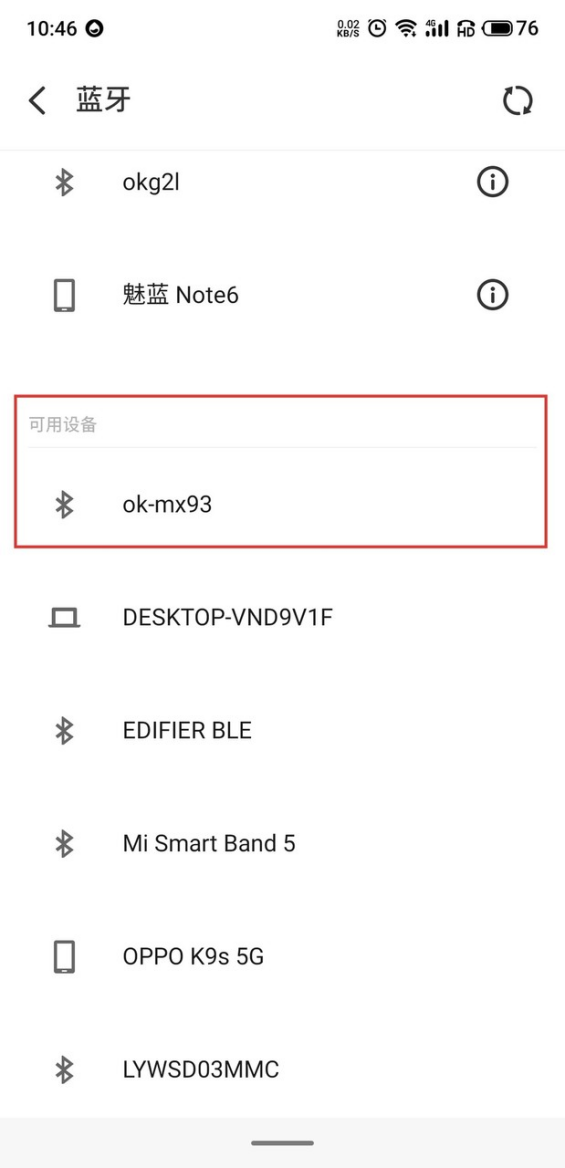 10:46 0.02 KB/S 4G HD 76
蓝牙
okg2l
魅蓝 Note6
可用设备
ok-mx93
DESKTOP-VND9V1F
EDIFIER BLE
Mi Smart Band 5
OPPO K9s 5G
LYWSD03MMC